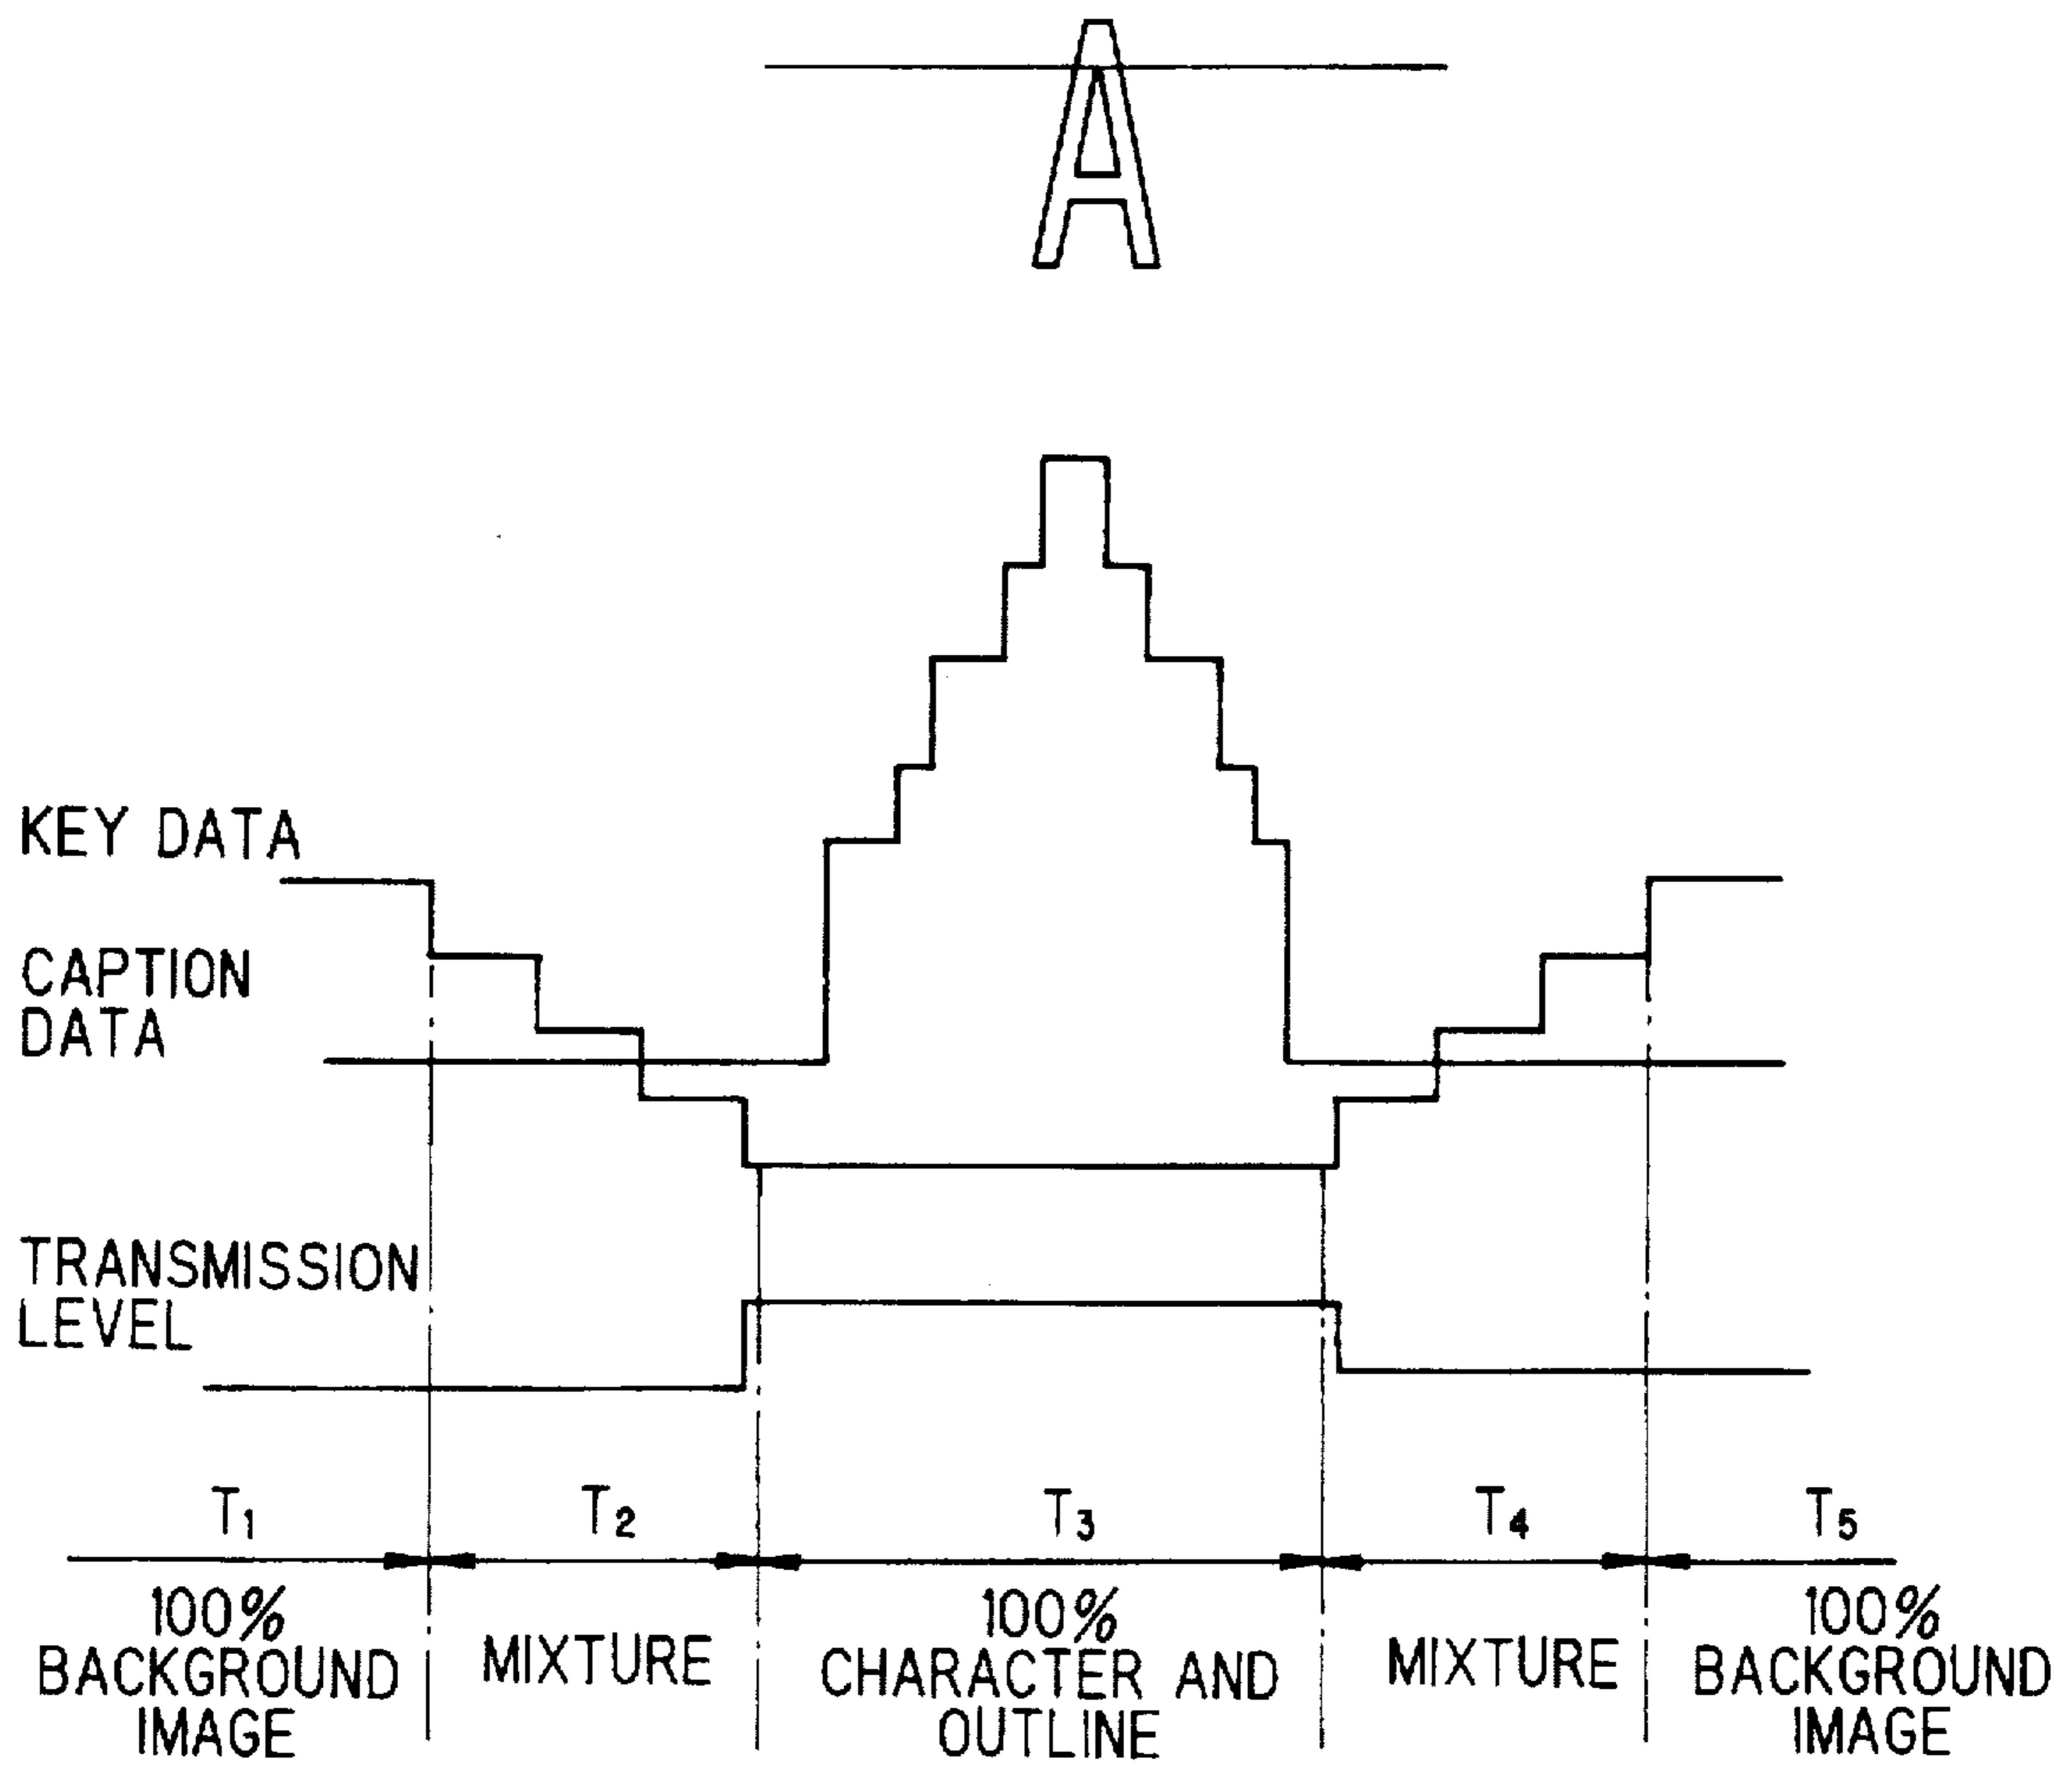 A
KEY DATA
CAPTION
DATA
TRANSMISSION
LEVEL
T1 T2 T3 T4 T5
100%
BACKGROUND
IMAGE
MIXTURE
100%
CHARACTER AND
OUTLINE
MIXTURE
100%
BACKGROUND
IMAGE